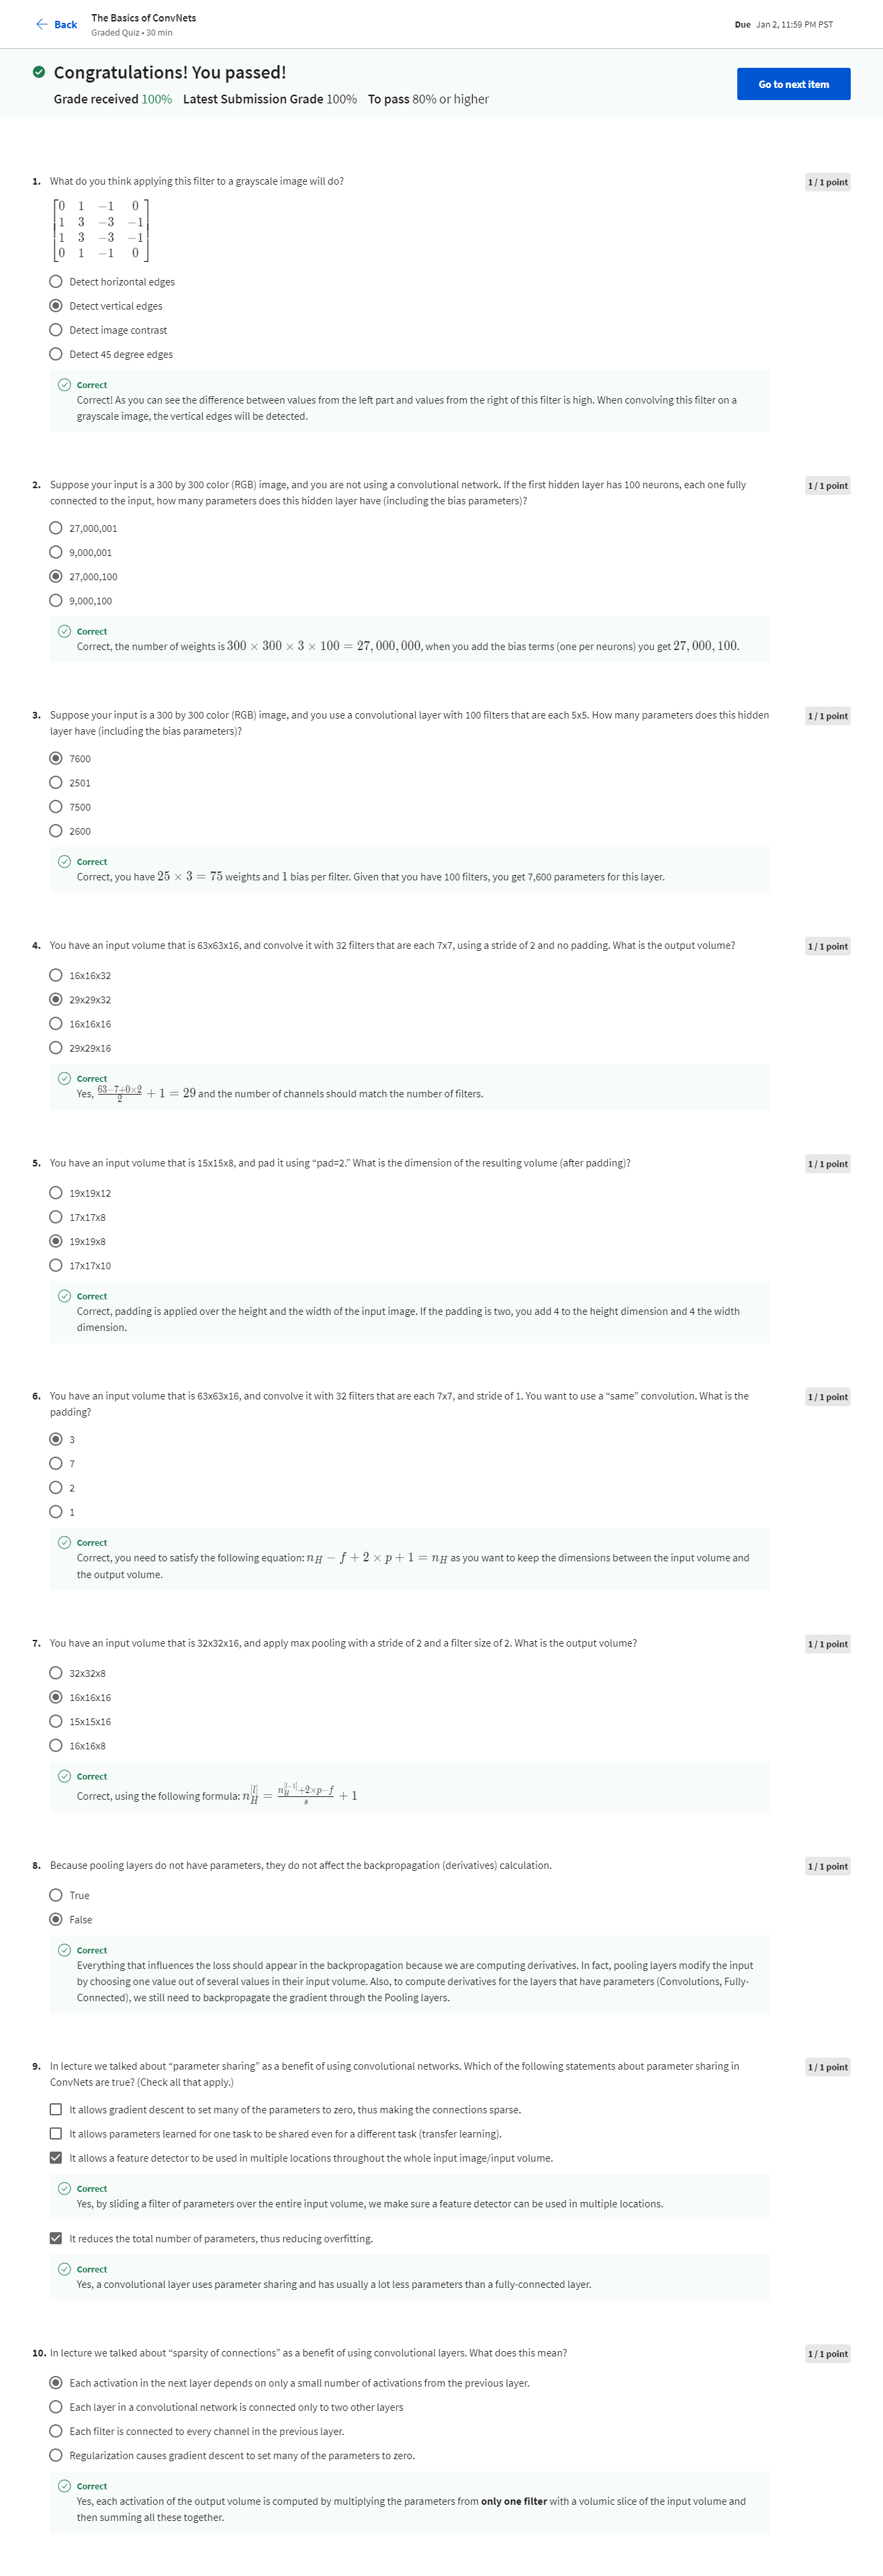 Back
The Basics of ConvNets
Graded Quiz • 30 min
Due Jan 2, 11:59 PM PST
Congratulations! You passed!
Grade received 100% Latest Submission Grade 100% To pass 80% or higher
Go to next item
1. What do you think applying this filter to a grayscale image will do?
1 / 1 point
0 1 −1 0
1 3 −3 −1
1 3 −3 −1
0 1 −1 0
Detect horizontal edges
Detect vertical edges
Detect image contrast
Detect 45 degree edges
Correct
Correct! As you can see the difference between values from the left part and values from the right of this filter is high. When convolving this filter on a
grayscale image, the vertical edges will be detected.
2. Suppose your input is a 300 by 300 color (RGB) image, and you are not using a convolutional network. If the first hidden layer has 100 neurons, each one fully
connected to the input, how many parameters does this hidden layer have (including the bias parameters)?
1 / 1 point
27,000,001
9,000,001
27,000,100
9,000,100
Correct
Correct, the number of weights is 300 × 300 × 3 × 100 = 27, 000, 000, when you add the bias terms (one per neurons) you get 27, 000, 100.
3. Suppose your input is a 300 by 300 color (RGB) image, and you use a convolutional layer with 100 filters that are each 5x5. How many parameters does this hidden
layer have (including the bias parameters)?
1 / 1 point
7600
2501
7500
2600
Correct
Correct, you have 25 × 3 = 75 weights and 1 bias per filter. Given that you have 100 filters, you get 7,600 parameters for this layer.
4. You have an input volume that is 63x63x16, and convolve it with 32 filters that are each 7x7, using a stride of 2 and no padding. What is the output volume?
1 / 1 point
16x16x32
29x29x32
16x16x16
29x29x16
Correct
Yes, (63−7+0×2)/2 + 1 = 29 and the number of channels should match the number of filters.
5. You have an input volume that is 15x15x8, and pad it using “pad=2.” What is the dimension of the resulting volume (after padding)?
1 / 1 point
19x19x12
17x17x8
19x19x8
17x17x10
Correct
Correct, padding is applied over the height and the width of the input image. If the padding is two, you add 4 to the height dimension and 4 the width
dimension.
6. You have an input volume that is 63x63x16, and convolve it with 32 filters that are each 7x7, and stride of 1. You want to use a “same” convolution. What is the
padding?
1 / 1 point
3
7
2
1
Correct
Correct, you need to satisfy the following equation: n_H − f + 2 × p + 1 = n_H as you want to keep the dimensions between the input volume and
the output volume.
7. You have an input volume that is 32x32x16, and apply max pooling with a stride of 2 and a filter size of 2. What is the output volume?
1 / 1 point
32x32x8
16x16x16
15x15x16
16x16x8
Correct
Correct, using the following formula: n_H^[l] = (n_H^[l−1]+2×p−f)/s + 1
8. Because pooling layers do not have parameters, they do not affect the backpropagation (derivatives) calculation.
1 / 1 point
True
False
Correct
Everything that influences the loss should appear in the backpropagation because we are computing derivatives. In fact, pooling layers modify the input
by choosing one value out of several values in their input volume. Also, to compute derivatives for the layers that have parameters (Convolutions, Fully-
Connected), we still need to backpropagate the gradient through the Pooling layers.
9. In lecture we talked about “parameter sharing” as a benefit of using convolutional networks. Which of the following statements about parameter sharing in
ConvNets are true? (Check all that apply.)
1 / 1 point
It allows gradient descent to set many of the parameters to zero, thus making the connections sparse.
It allows parameters learned for one task to be shared even for a different task (transfer learning).
It allows a feature detector to be used in multiple locations throughout the whole input image/input volume.
Correct
Yes, by sliding a filter of parameters over the entire input volume, we make sure a feature detector can be used in multiple locations.
It reduces the total number of parameters, thus reducing overfitting.
Correct
Yes, a convolutional layer uses parameter sharing and has usually a lot less parameters than a fully-connected layer.
10. In lecture we talked about “sparsity of connections” as a benefit of using convolutional layers. What does this mean?
1 / 1 point
Each activation in the next layer depends on only a small number of activations from the previous layer.
Each layer in a convolutional network is connected only to two other layers
Each filter is connected to every channel in the previous layer.
Regularization causes gradient descent to set many of the parameters to zero.
Correct
Yes, each activation of the output volume is computed by multiplying the parameters from only one filter with a volumic slice of the input volume and
then summing all these together.